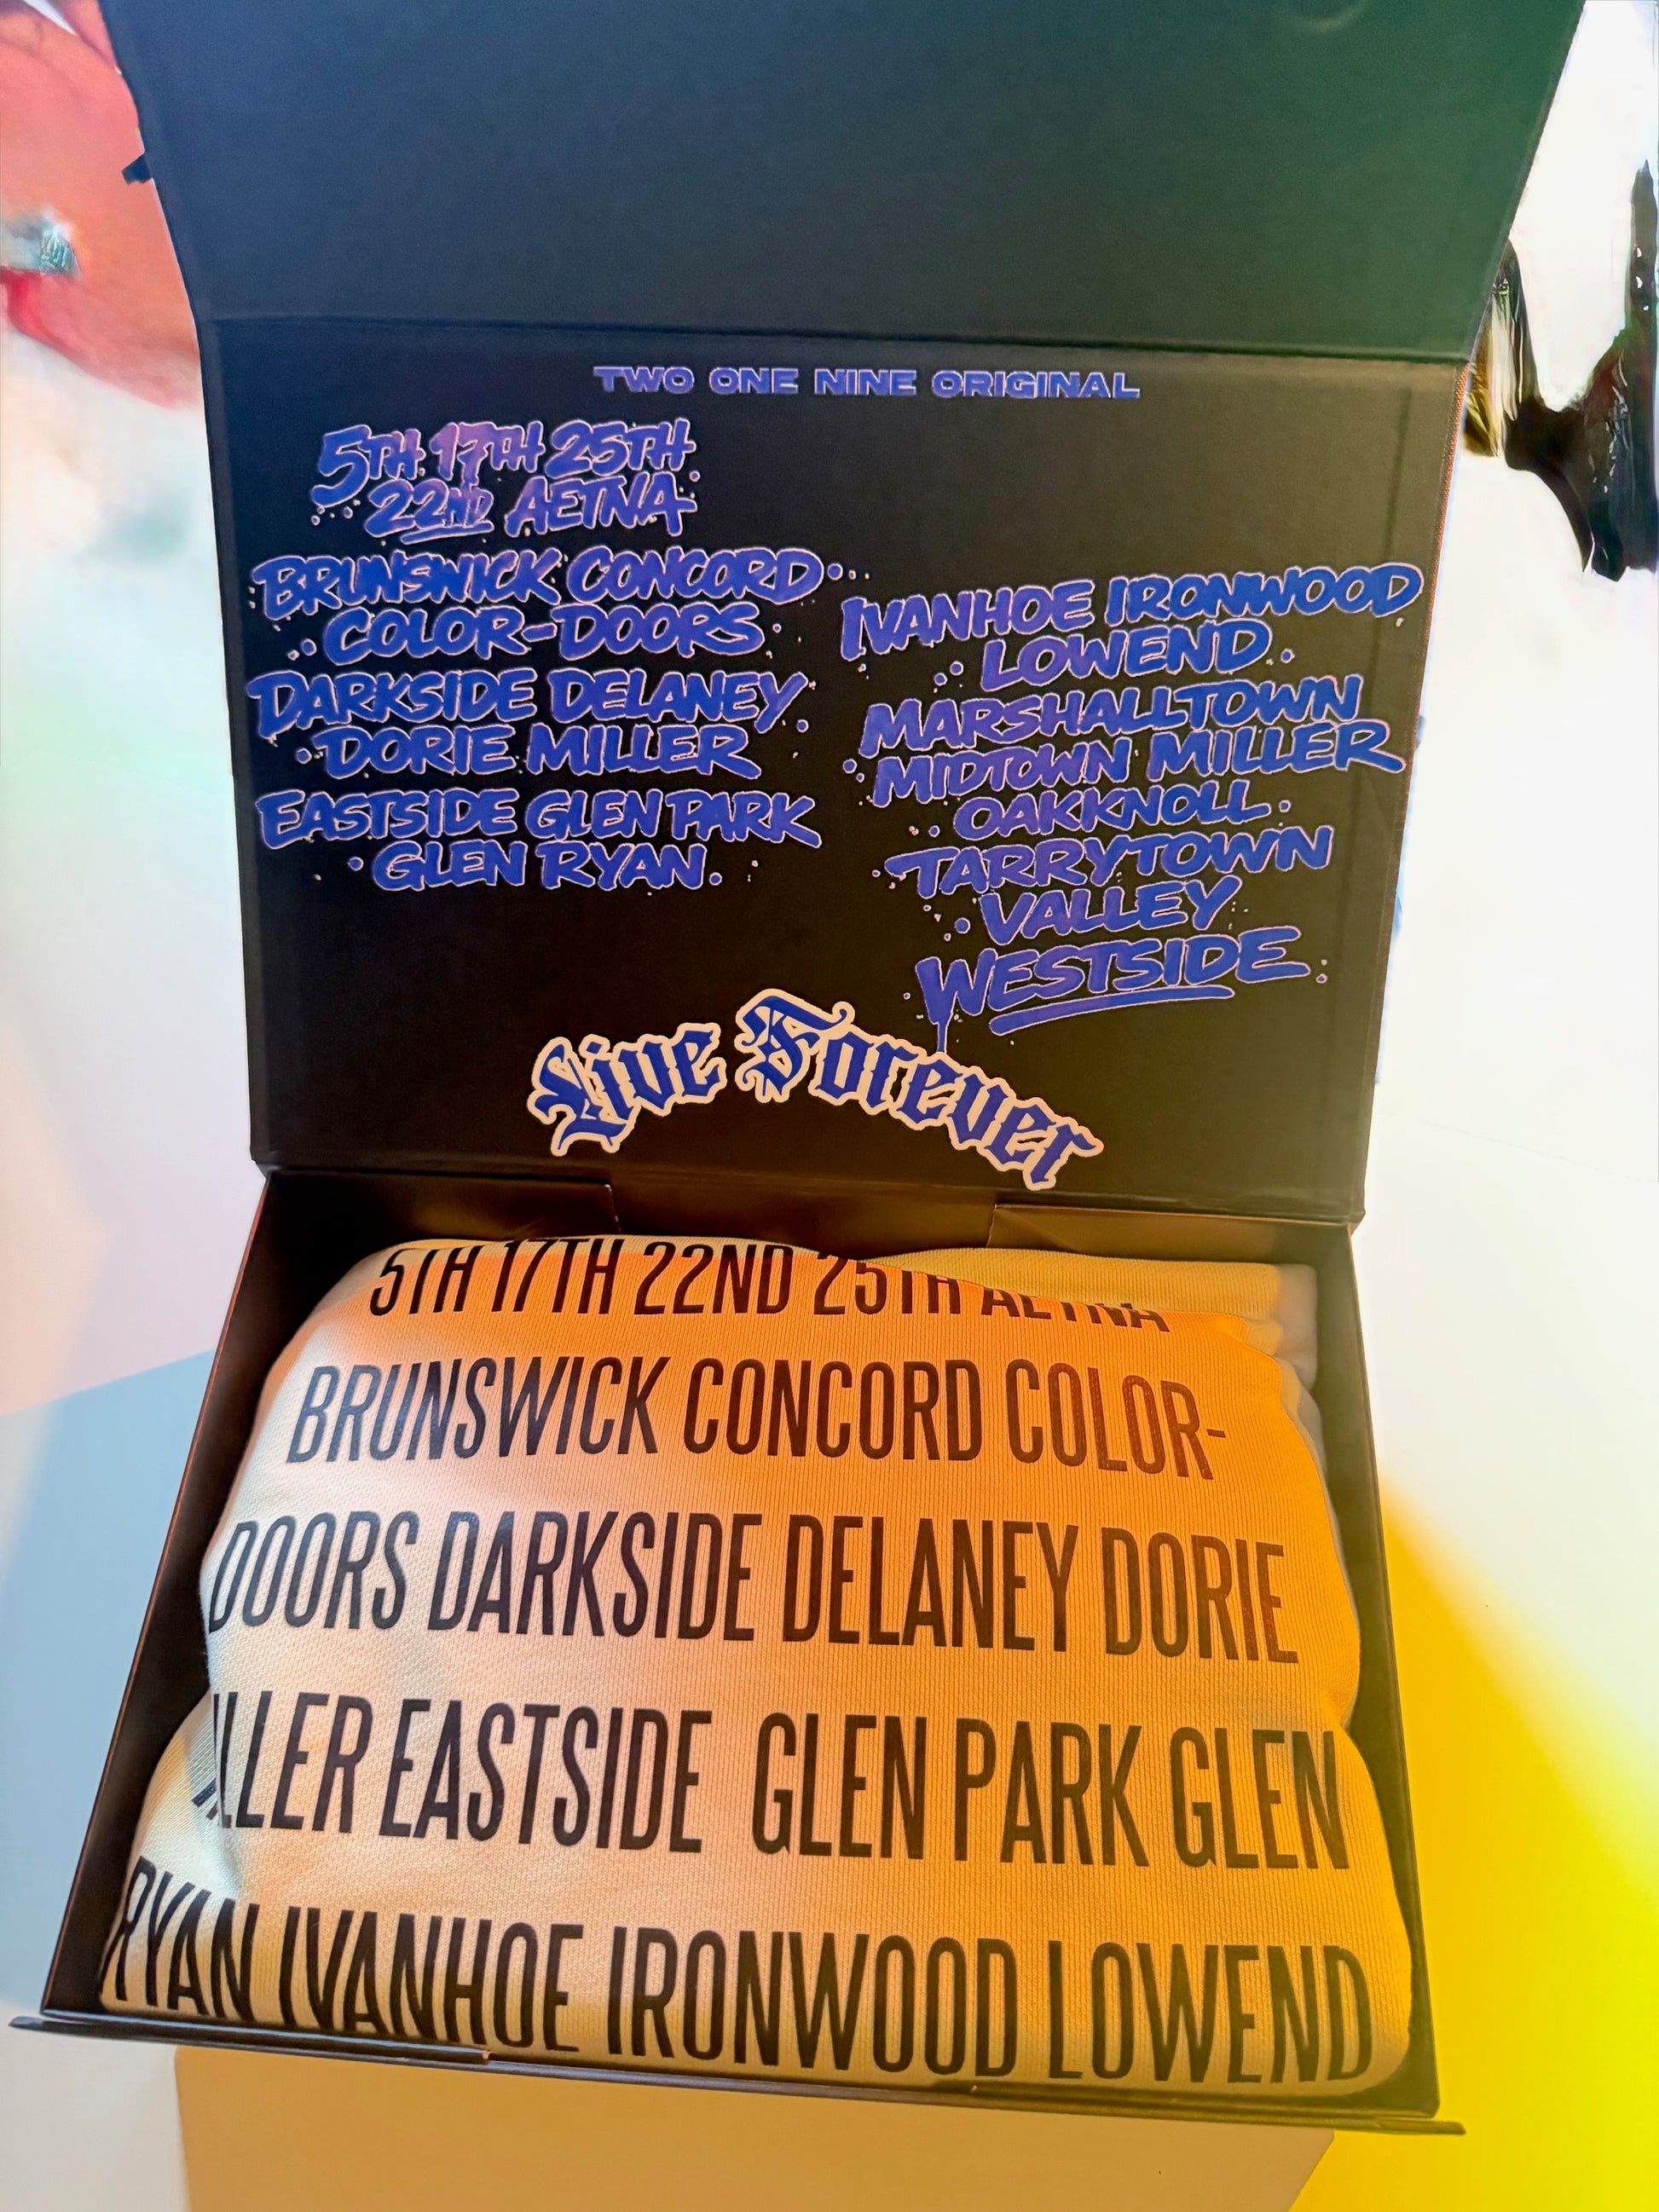 TWO ONE NINE ORIGINAL
5TH 17TH 25TH
22ND AETNA
BRUNSWICK CONCORD
COLOR-DOORS
DARKSIDE DELANEY
DORIE MILLER
EASTSIDE GLEN PARK
GLEN RYAN
IVANHOE IRONWOOD
LOWEND
MARSHALLTOWN
MIDTOWN MILLER
OAKKNOLL
TARRYTOWN
VALLEY
WESTSIDE
Live Forever
5TH 17TH 22ND 25TH AETNA
BRUNSWICK CONCORD COLOR-
DOORS DARKSIDE DELANEY DORIE
ILLER EASTSIDE GLEN PARK GLEN
RYAN IVANHOE IRONWOOD LOWEND